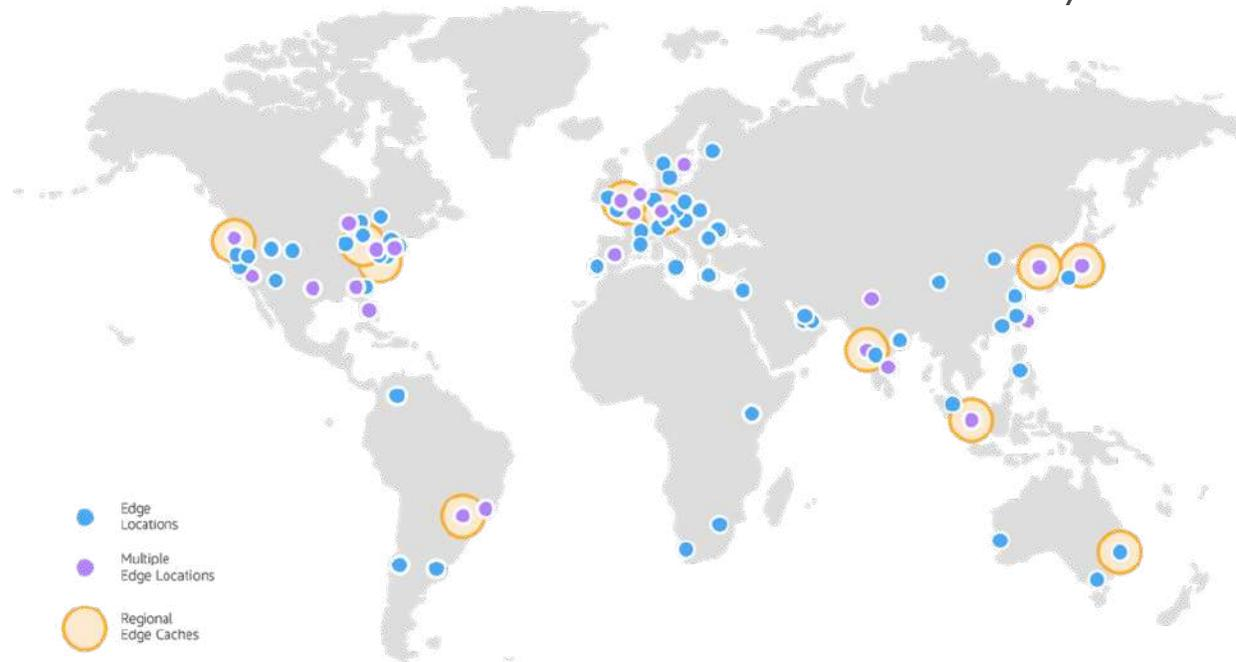 Edge
Locations
Multiple
Edge Locations
Regional
Edge Caches